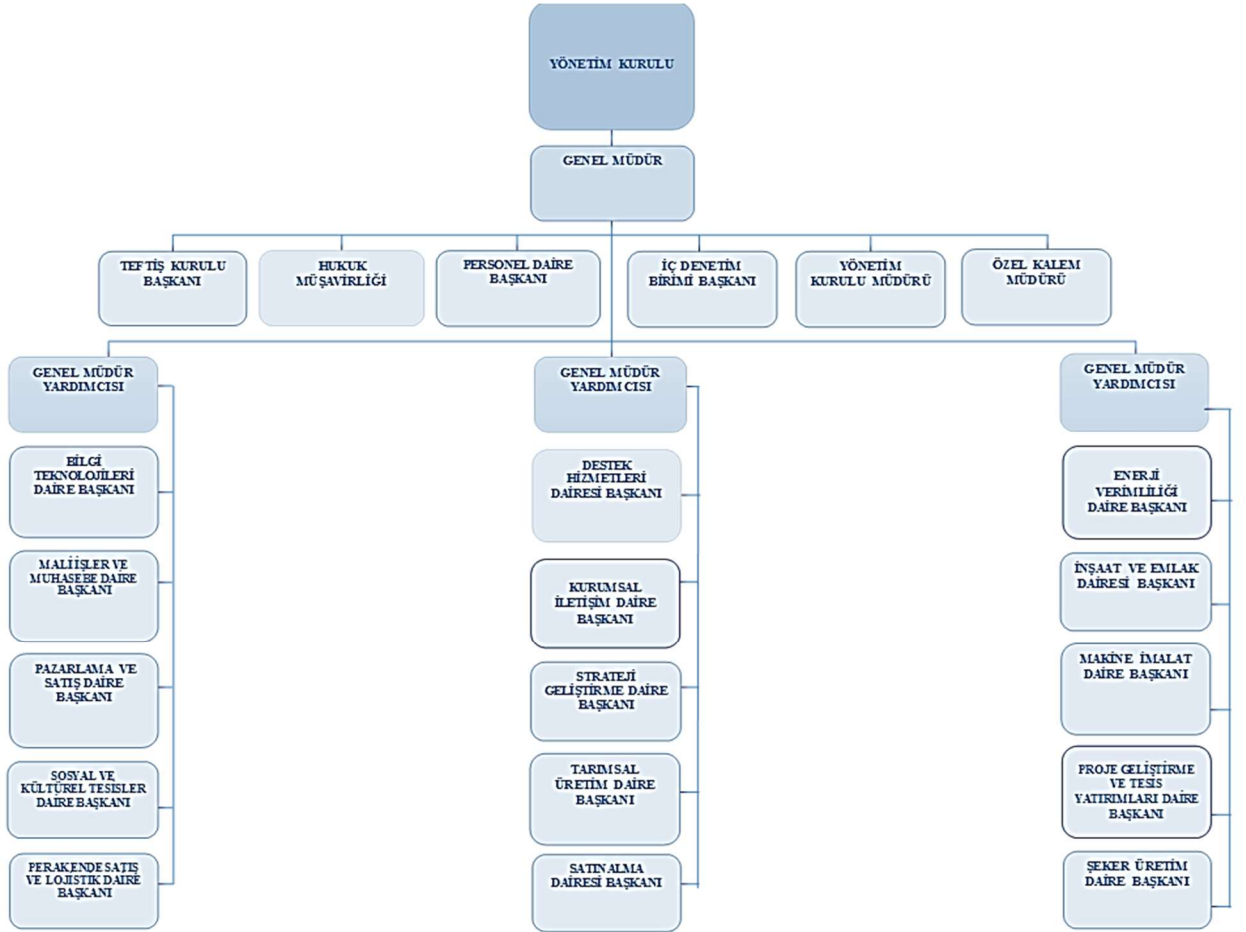 YÖNETİM KURULU
GENEL MÜDÜR
TEFTİŞ KURULU
BAŞKANI
HUKUK
MÜŞAVİRLİĞİ
PERSONEL DAİRE
BAŞKANI
İÇ DENETİM
BİRİMİ BAŞKANI
YÖNETİM
KURULU MÜDÜRÜ
ÖZEL KALEM
MÜDÜRÜ
GENEL MÜDÜR
YARDIMCISI
BİLGİ
TEKNOLOJİLERİ
DAİRE BAŞKANI
MALİ İŞLER VE
MUHASEBE DAİRE
BAŞKANI
PAZARLAMA VE
SATIŞ DAİRE
BAŞKANI
SOSYAL VE
KÜLTÜREL TESİSLER
DAİRE BAŞKANI
PERAKENDE SATIŞ
VE LOJİSTİK DAİRE
BAŞKANI
GENEL MÜDÜR
YARDIMCISI
DESTEK
HİZMETLERİ
DAİRESİ BAŞKANI
KURUMSAL
İLETİŞİM DAİRE
BAŞKANI
STRATEJİ
GELİŞTİRME DAİRE
BAŞKANI
TARIMSAL
ÜRETİM DAİRE
BAŞKANI
SATINALMA
DAİRESİ BAŞKANI
GENEL MÜDÜR
YARDIMCISI
ENERJİ
VERİMLİLİĞİ
DAİRE BAŞKANI
İNŞAAT VE EMLAK
DAİRESİ BAŞKANI
MAKİNE İMALAT
DAİRE BAŞKANI
PROJE GELİŞTİRME
VE TESİS
YATIRIMLARI DAİRE
BAŞKANI
ŞEKER ÜRETİM
DAİRE BAŞKANI